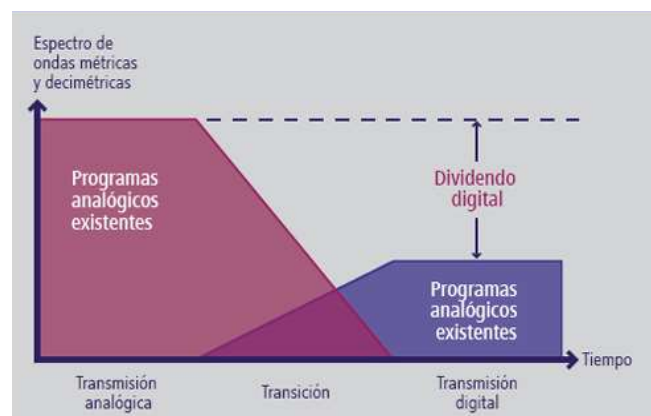 Espectro de
ondas métricas
y decimétricas
Programas
analógicos
existentes
Dividendo
digital
Programas
analógicos
existentes
Tiempo
Transmisión
analógica
Transición
Transmisión
digital